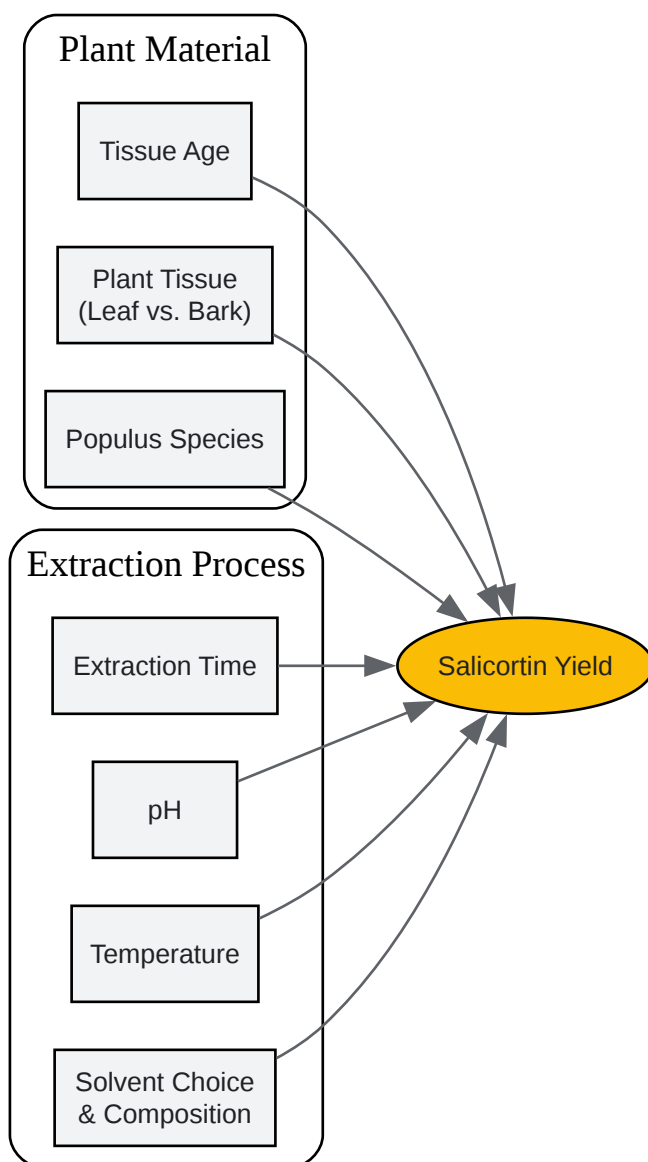 Plant Material
Tissue Age
Plant Tissue
(Leaf vs. Bark)
Populus Species
Extraction Process
Extraction Time
Salicortin Yield
pH
Temperature
Solvent Choice
& Composition